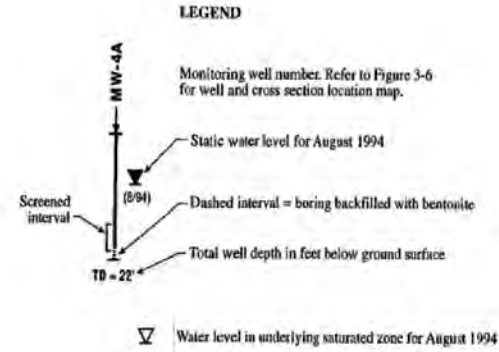 LEGEND
MW-4A
Monitoring well number. Refer to Figure 3-6
for well and cross section location map.
Static water level for August 1994
(8/94)
Screened
interval
Dashed interval = boring backfilled with bentonite
Total well depth in feet below ground surface
TD = 22'
Water level in underlying saturated zone for August 1994